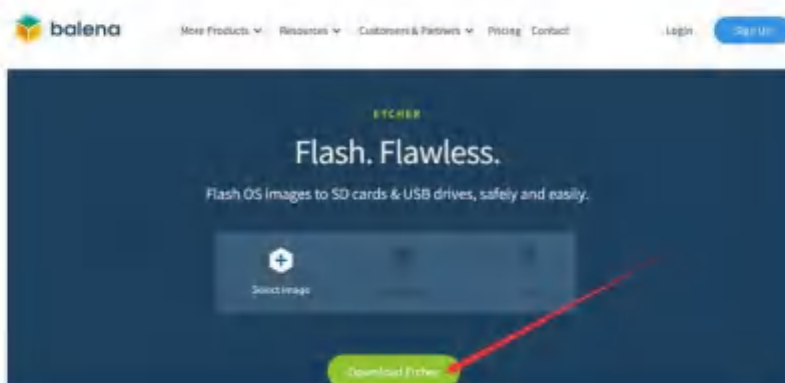 balena More Products Resources Customers & Partners Pricing Contact Login Sign Up
ETCHER
Flash. Flawless.
Flash OS images to SD cards & USB drives, safely and easily.
Select Image
Download Etcher